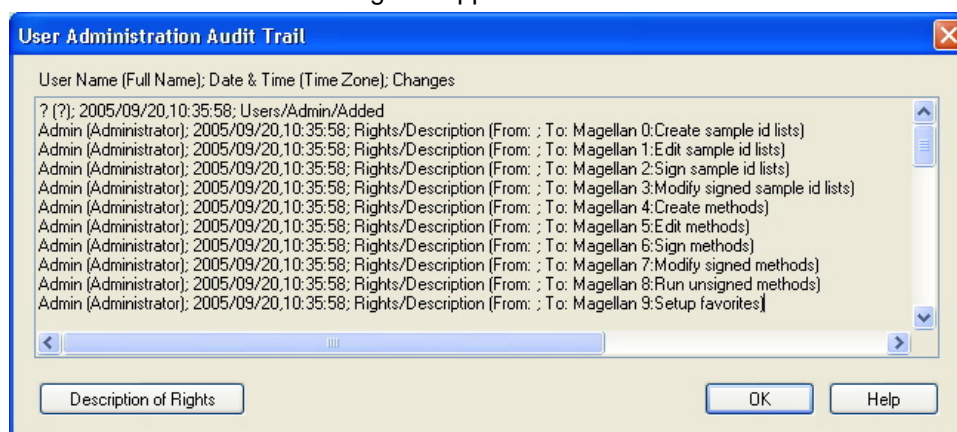 User Administration Audit Trail
User Name (Full Name); Date & Time (Time Zone); Changes
? (?); 2005/09/20,10:35:58; Users/Admin/Added
Admin (Administrator); 2005/09/20,10:35:58; Rights/Description (From: ; To: Magellan 0:Create sample id lists)
Admin (Administrator); 2005/09/20,10:35:58; Rights/Description (From: ; To: Magellan 1:Edit sample id lists)
Admin (Administrator); 2005/09/20,10:35:58; Rights/Description (From: ; To: Magellan 2:Sign sample id lists)
Admin (Administrator); 2005/09/20,10:35:58; Rights/Description (From: ; To: Magellan 3:Modify signed sample id lists)
Admin (Administrator); 2005/09/20,10:35:58; Rights/Description (From: ; To: Magellan 4:Create methods)
Admin (Administrator); 2005/09/20,10:35:58; Rights/Description (From: ; To: Magellan 5:Edit methods)
Admin (Administrator); 2005/09/20,10:35:58; Rights/Description (From: ; To: Magellan 6:Sign methods)
Admin (Administrator); 2005/09/20,10:35:58; Rights/Description (From: ; To: Magellan 7:Modify signed methods)
Admin (Administrator); 2005/09/20,10:35:58; Rights/Description (From: ; To: Magellan 8:Run unsigned methods)
Admin (Administrator); 2005/09/20,10:35:58; Rights/Description (From: ; To: Magellan 9:Setup favorites)
Description of Rights OK Help